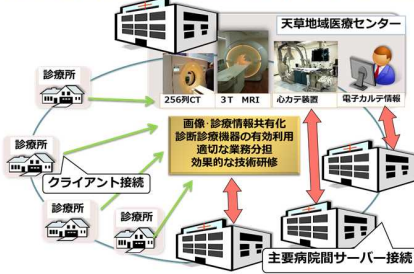 天草地域医療センター
256列CT
3T MRI
心カテ装置
電子カルテ情報
診療所
診療所
クライアント接続
診療所
診療所
画像・診療情報共有化
診断診療機器の有効利用
適切な業務分担
効果的な技術研修
主要病院間サーバー接続